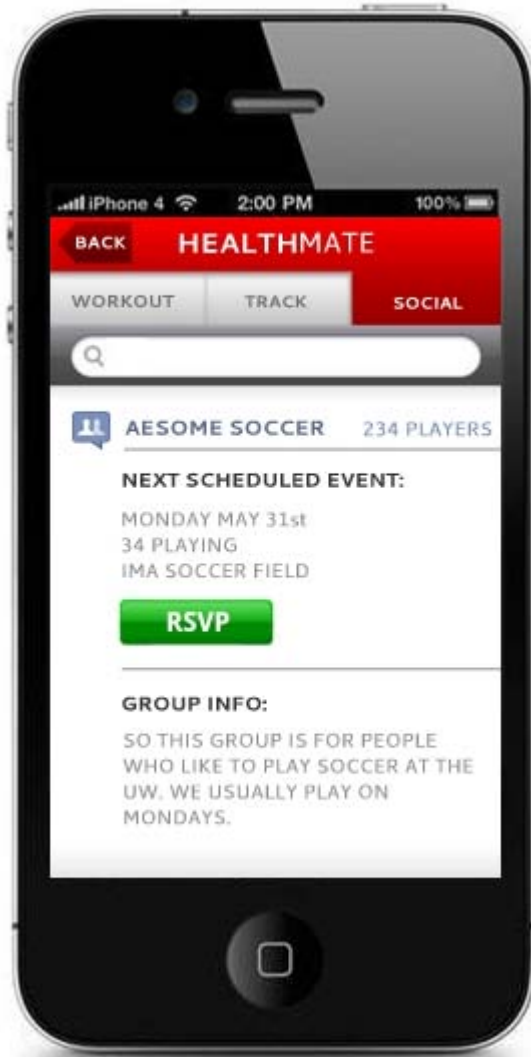 iPhone 4 2:00 PM 100%
BACK HEALTHMATE
WORKOUT TRACK SOCIAL
AESOME SOCCER 234 PLAYERS
NEXT SCHEDULED EVENT:
MONDAY MAY 31st
34 PLAYING
IMA SOCCER FIELD
RSVP
GROUP INFO:
SO THIS GROUP IS FOR PEOPLE
WHO LIKE TO PLAY SOCCER AT THE
UW. WE USUALLY PLAY ON
MONDAYS.